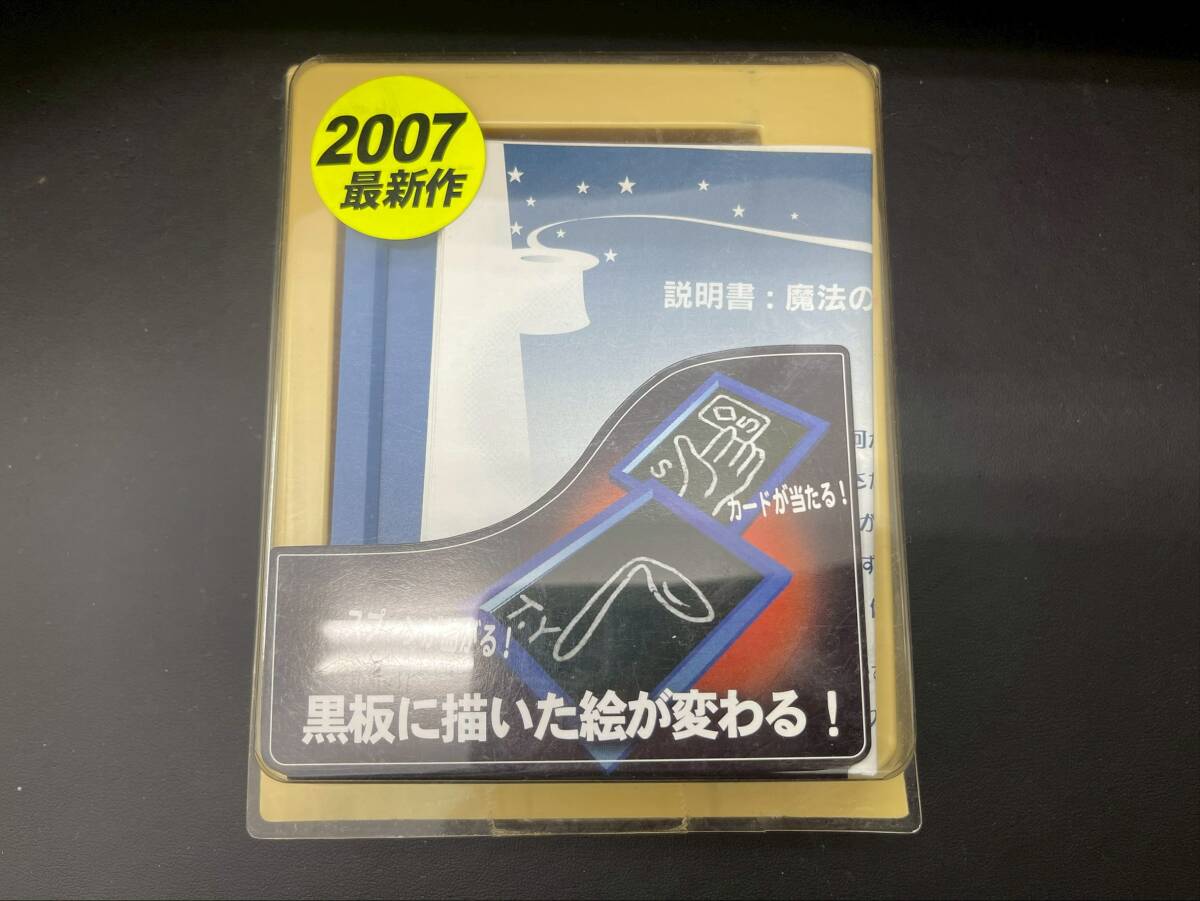 2007
最新作
説明書：魔法の
カードが当たる！
S
T.Y
黒板に描いた絵が変わる！